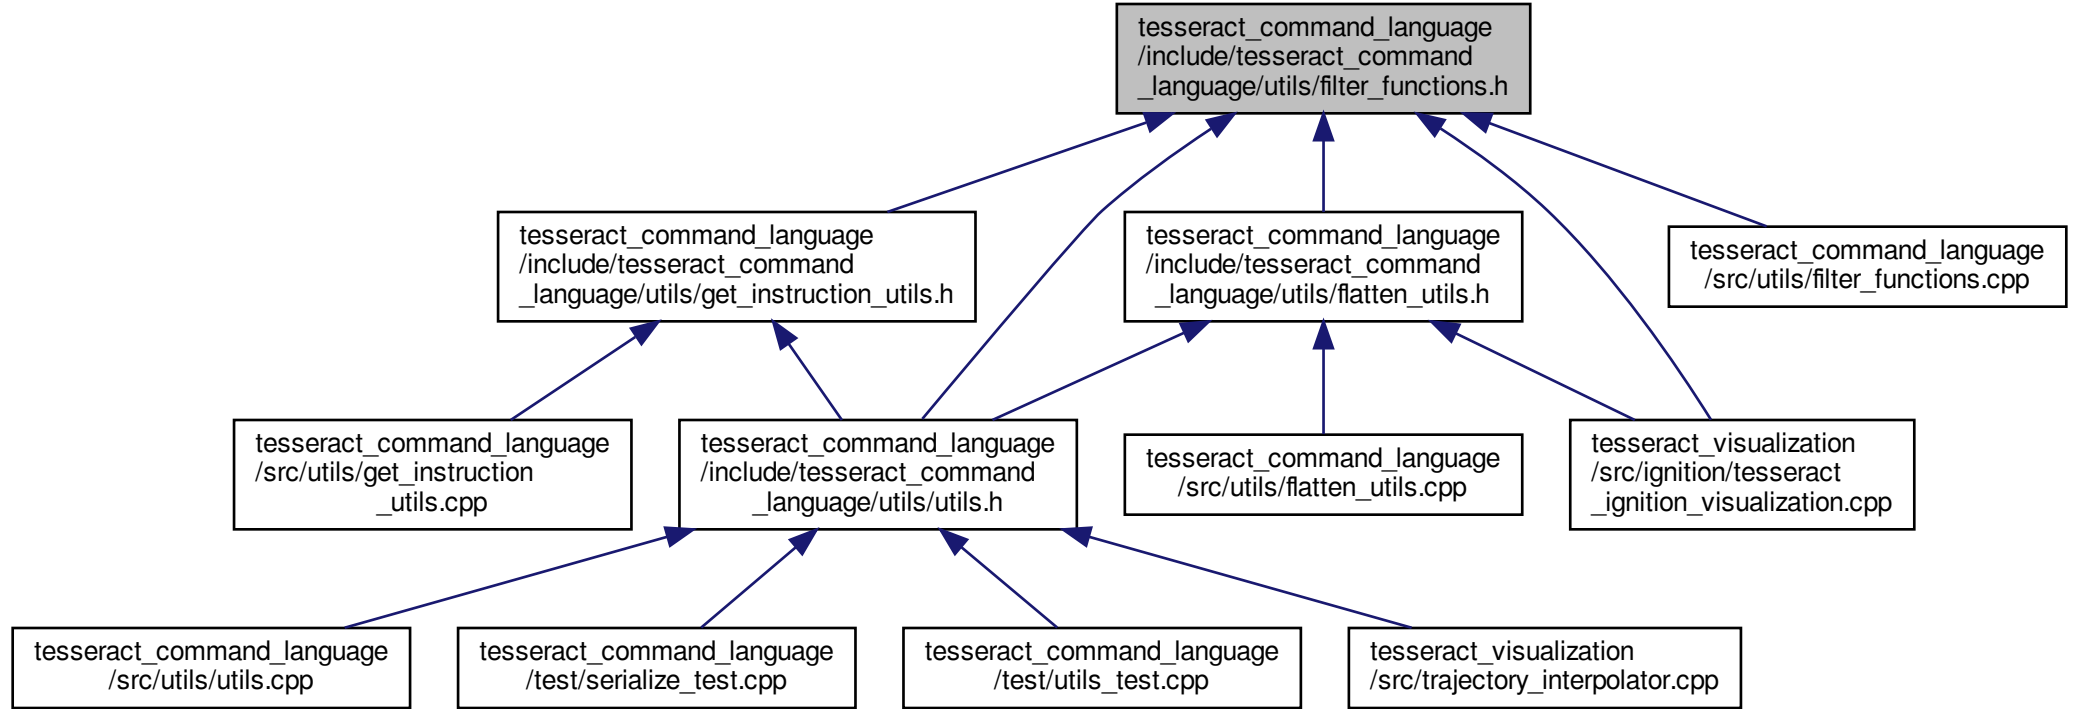 tesseract_command_language
/include/tesseract_command
_language/utils/filter_functions.h
tesseract_command_language
/include/tesseract_command
_language/utils/get_instruction_utils.h
tesseract_command_language
/include/tesseract_command
_language/utils/flatten_utils.h
tesseract_command_language
/src/utils/filter_functions.cpp
tesseract_command_language
/src/utils/get_instruction
_utils.cpp
tesseract_command_language
/include/tesseract_command
_language/utils/utils.h
tesseract_command_language
/src/utils/flatten_utils.cpp
tesseract_visualization
/src/ignition/tesseract
_ignition_visualization.cpp
tesseract_command_language
/src/utils/utils.cpp
tesseract_command_language
/test/serialize_test.cpp
tesseract_command_language
/test/utils_test.cpp
tesseract_visualization
/src/trajectory_interpolator.cpp